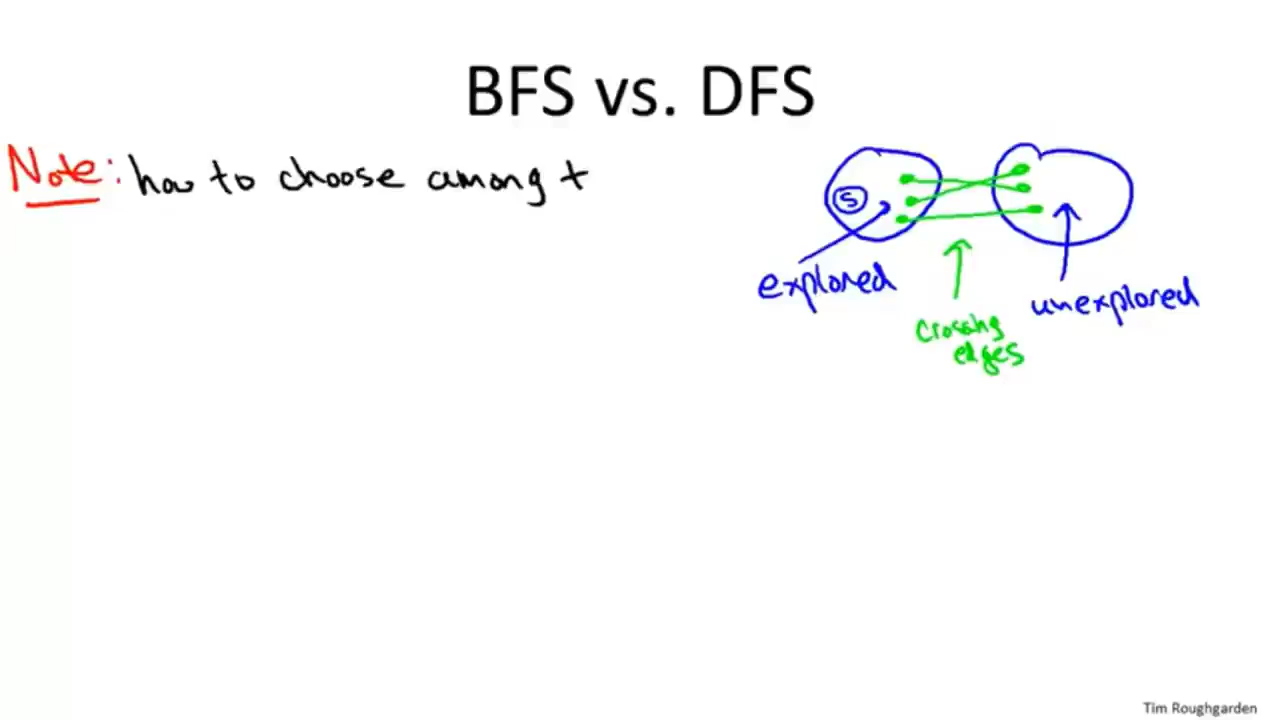 BFS vs. DFS
Note: how to choose among t
S
explored
unexplored
crossing
edges
Tim Roughgarden